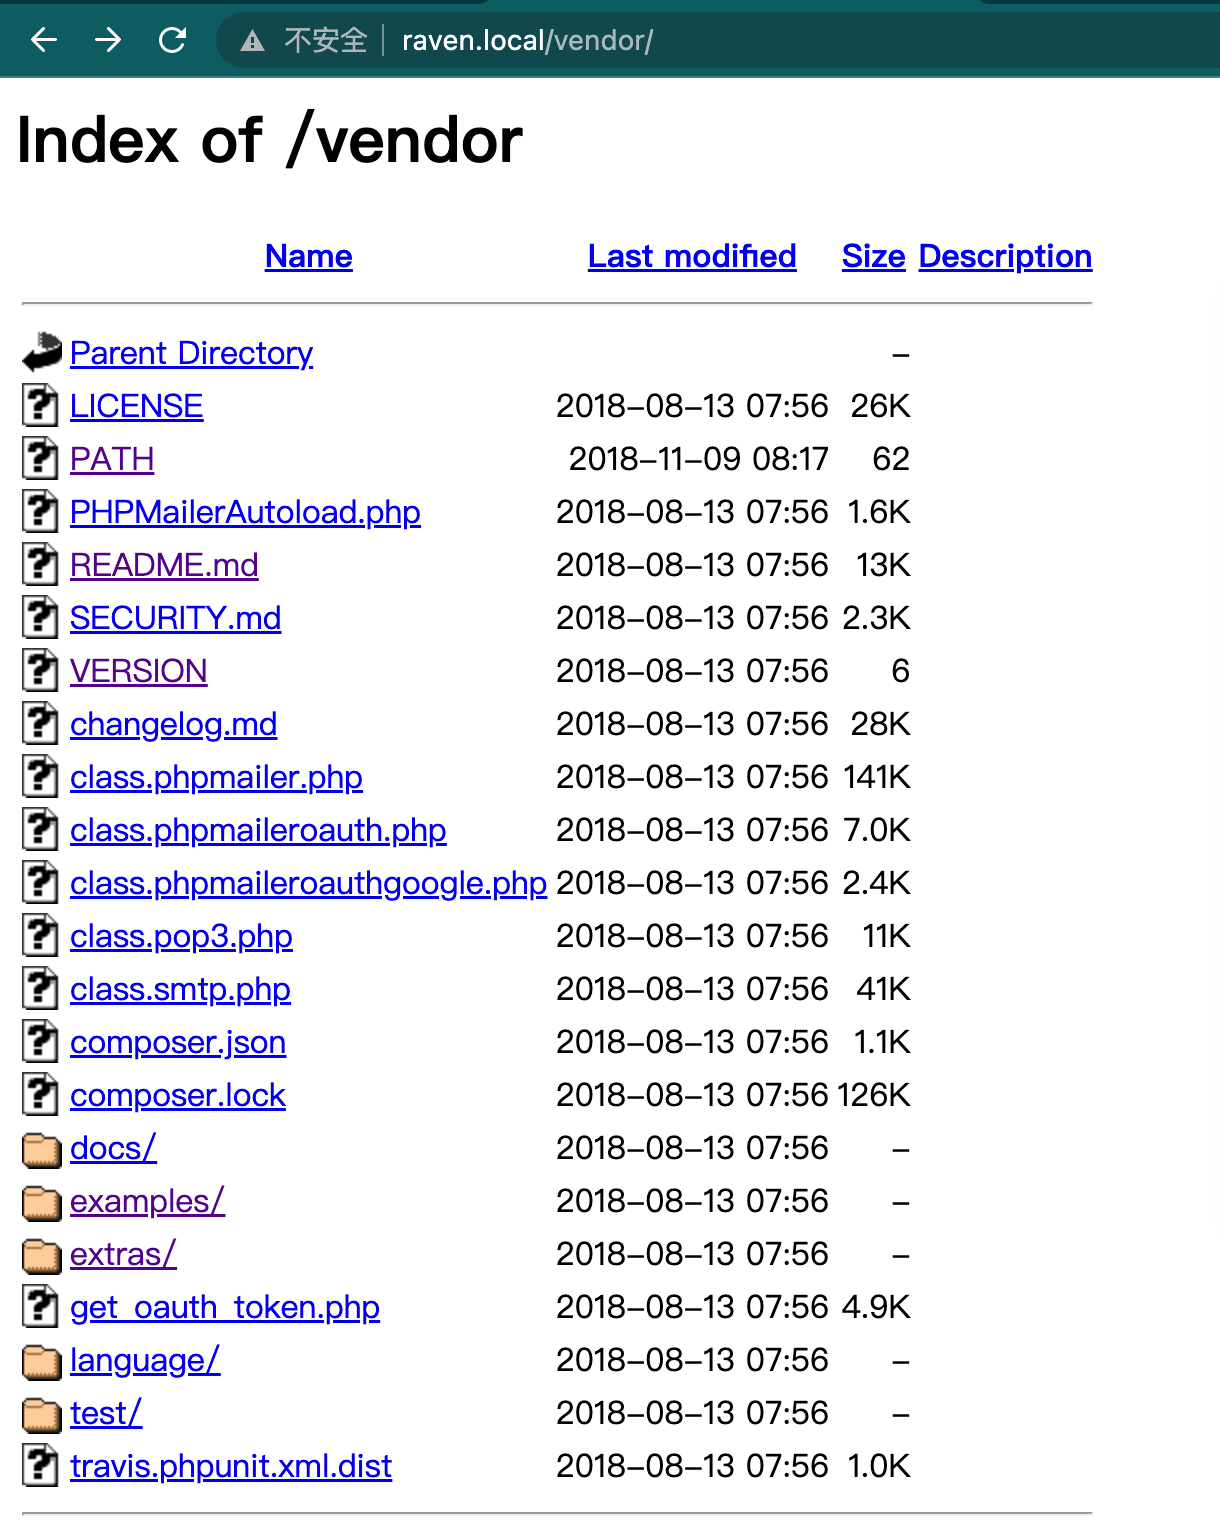 不安全 raven.local/vendor/
Index of /vendor
Name Last modified Size Description
Parent Directory –
LICENSE 2018–08–13 07:56 26K
PATH 2018–11–09 08:17 62
PHPMailerAutoload.php 2018–08–13 07:56 1.6K
README.md 2018–08–13 07:56 13K
SECURITY.md 2018–08–13 07:56 2.3K
VERSION 2018–08–13 07:56 6
changelog.md 2018–08–13 07:56 28K
class.phpmailer.php 2018–08–13 07:56 141K
class.phpmaileroauth.php 2018–08–13 07:56 7.0K
class.phpmaileroauthgoogle.php 2018–08–13 07:56 2.4K
class.pop3.php 2018–08–13 07:56 11K
class.smtp.php 2018–08–13 07:56 41K
composer.json 2018–08–13 07:56 1.1K
composer.lock 2018–08–13 07:56 126K
docs/ 2018–08–13 07:56 –
examples/ 2018–08–13 07:56 –
extras/ 2018–08–13 07:56 –
get_oauth_token.php 2018–08–13 07:56 4.9K
language/ 2018–08–13 07:56 –
test/ 2018–08–13 07:56 –
travis.phpunit.xml.dist 2018–08–13 07:56 1.0K